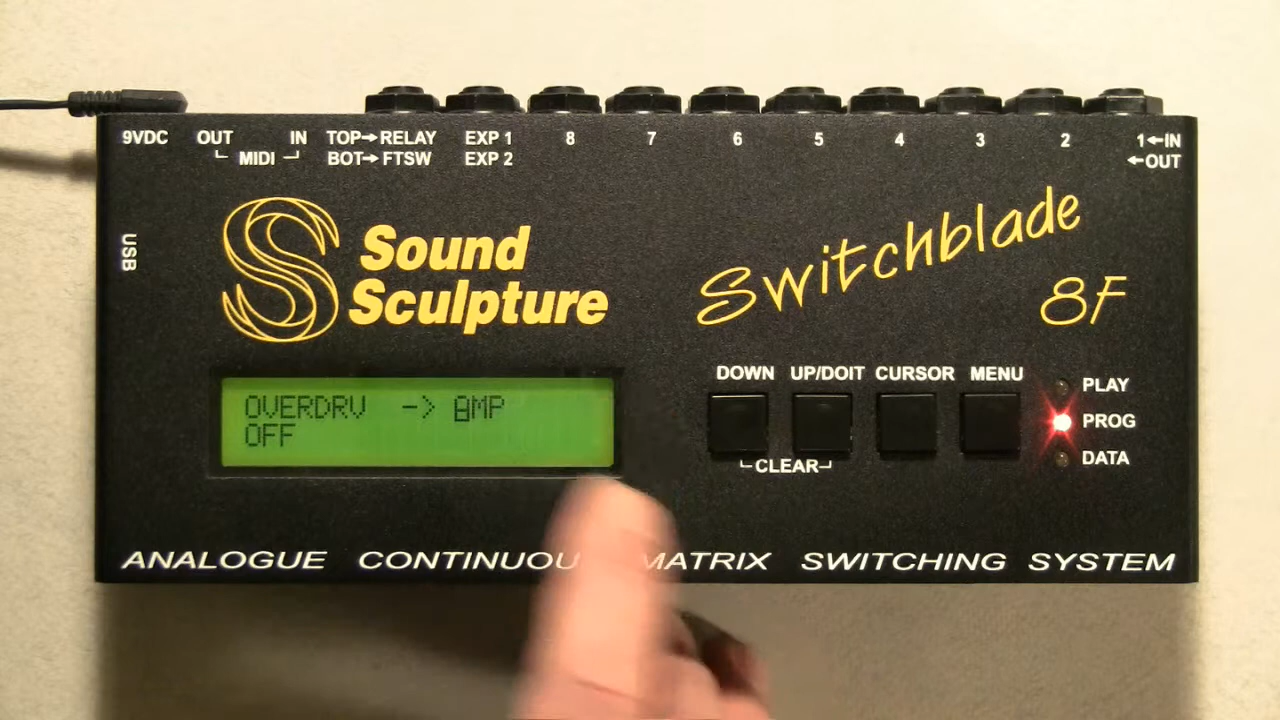 9VDC OUT IN TOP→RELAY EXP 1 8 7 6 5 4 3 2 1←IN
MIDI BOT→FTSW EXP 2 ←OUT
USB
Sound
Sculpture
Switchblade
8F
DOWN UP/DOIT CURSOR MENU
PLAY
PROG
DATA
CLEAR
OVERDRV -> AMP
OFF
ANALOGUE CONTINUOU MATRIX SWITCHING SYSTEM